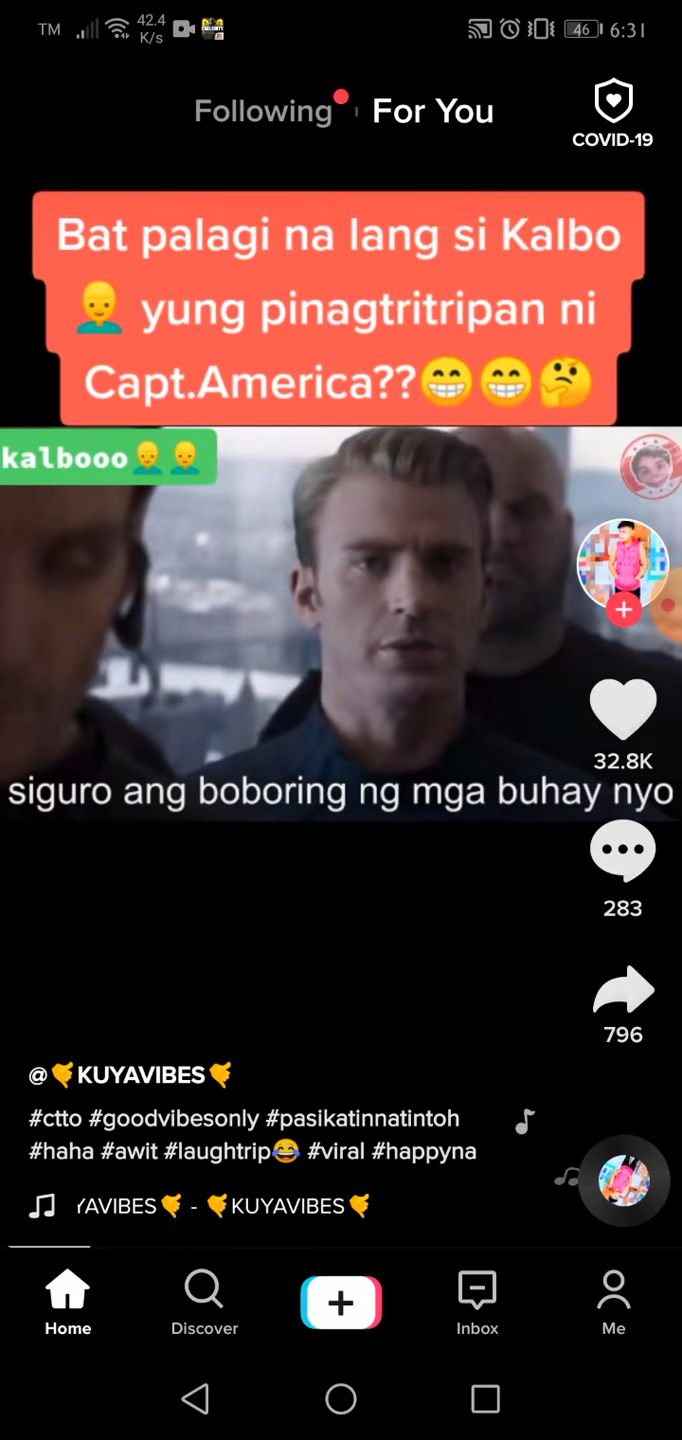 TM
42.4
K/s
46
6:31
Following
For You
COVID-19
Bat palagi na lang si Kalbo
👨‍🦲 yung pinagtritripan ni
Capt.America??😁😁🤔
kalbooo👨‍🦲👨‍🦲
siguro ang boboring ng mga buhay nyo
32.8K
283
796
@🤙KUYAVIBES🤙
#ctto #goodvibesonly #pasikatinnatintoh
#haha #awit #laughtrip😂 #viral #happyna
YAVIBES🤙 - 🤙KUYAVIBES🤙
Home
Discover
Inbox
Me